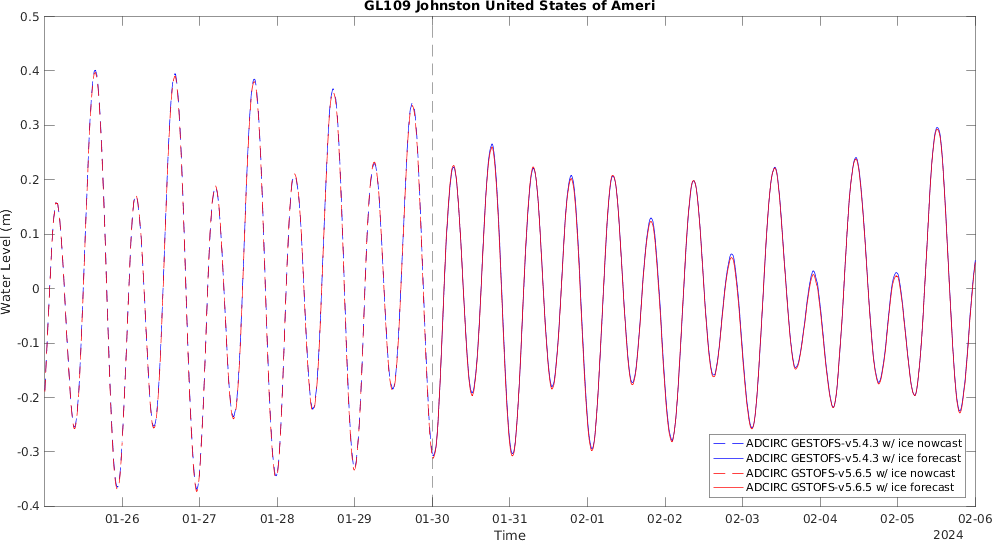 GL109 Johnston United States of Ameri
0.5
0.4
0.3
0.2
0.1
0
-0.1
-0.2
-0.3
-0.4
Water Level (m)
ADCIRC GESTOFS-v5.4.3 w/ ice nowcast
ADCIRC GESTOFS-v5.4.3 w/ ice forecast
ADCIRC GSTOFS-v5.6.5 w/ ice nowcast
ADCIRC GSTOFS-v5.6.5 w/ ice forecast
01-26 01-27 01-28 01-29 01-30 01-31 02-01 02-02 02-03 02-04 02-05 02-06
Time
2024